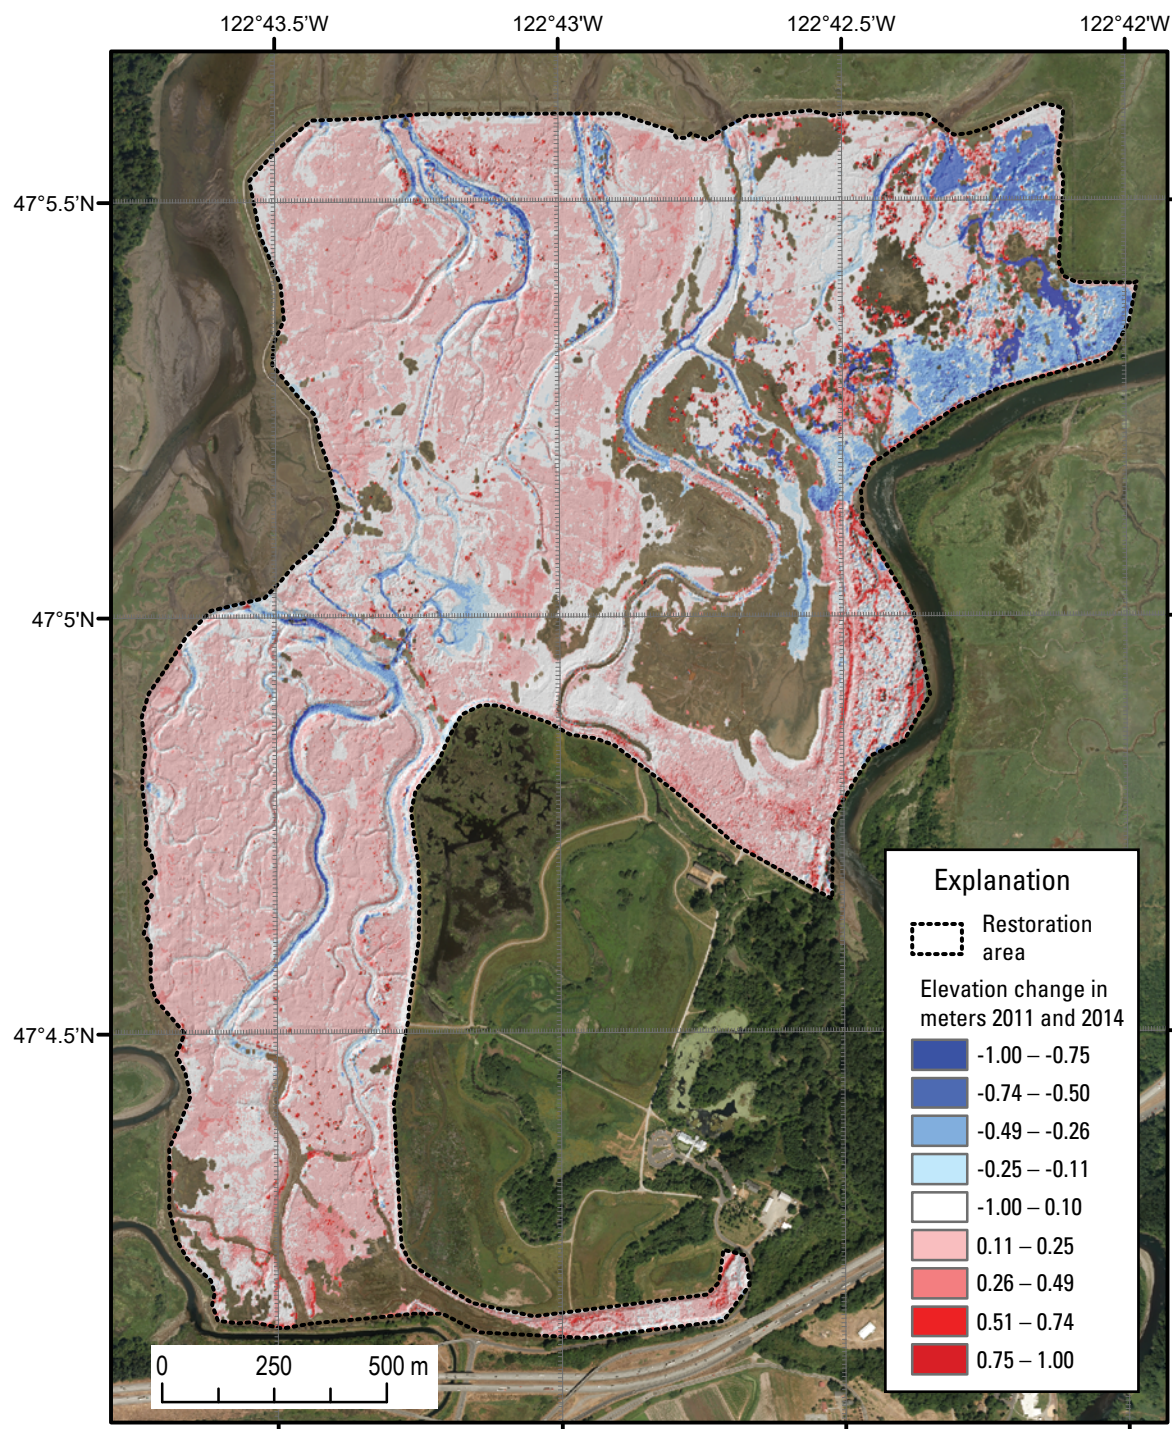 122°43.5'W 122°43'W 122°42.5'W 122°42'W
47°5.5'N
47°5'N
47°4.5'N
3
Explanation
Restoration
area
Elevation change in
meters 2011 and 2014
-1.00 – -0.75
-0.74 – -0.50
-0.49 – -0.26
-0.25 – -0.11
-1.00 – 0.10
0.11 – 0.25
0.26 – 0.49
0.51 – 0.74
0.75 – 1.00
0 250 500 m